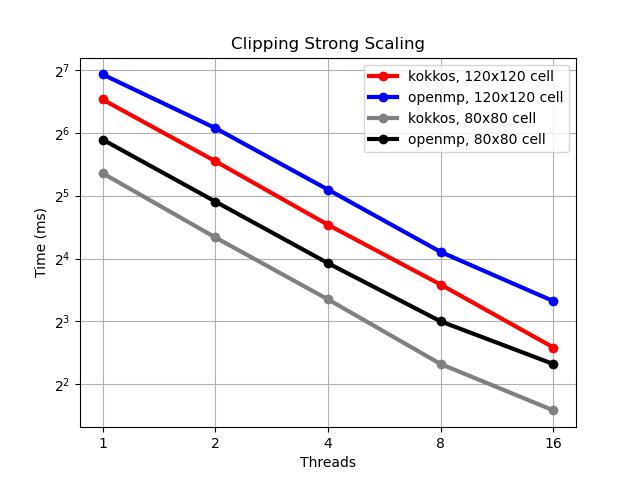 Clipping Strong Scaling
kokkos, 120x120 cell
openmp, 120x120 cell
kokkos, 80x80 cell
openmp, 80x80 cell
Time (ms)
2^7
2^6
2^5
2^4
2^3
2^2
1 2 4 8 16
Threads